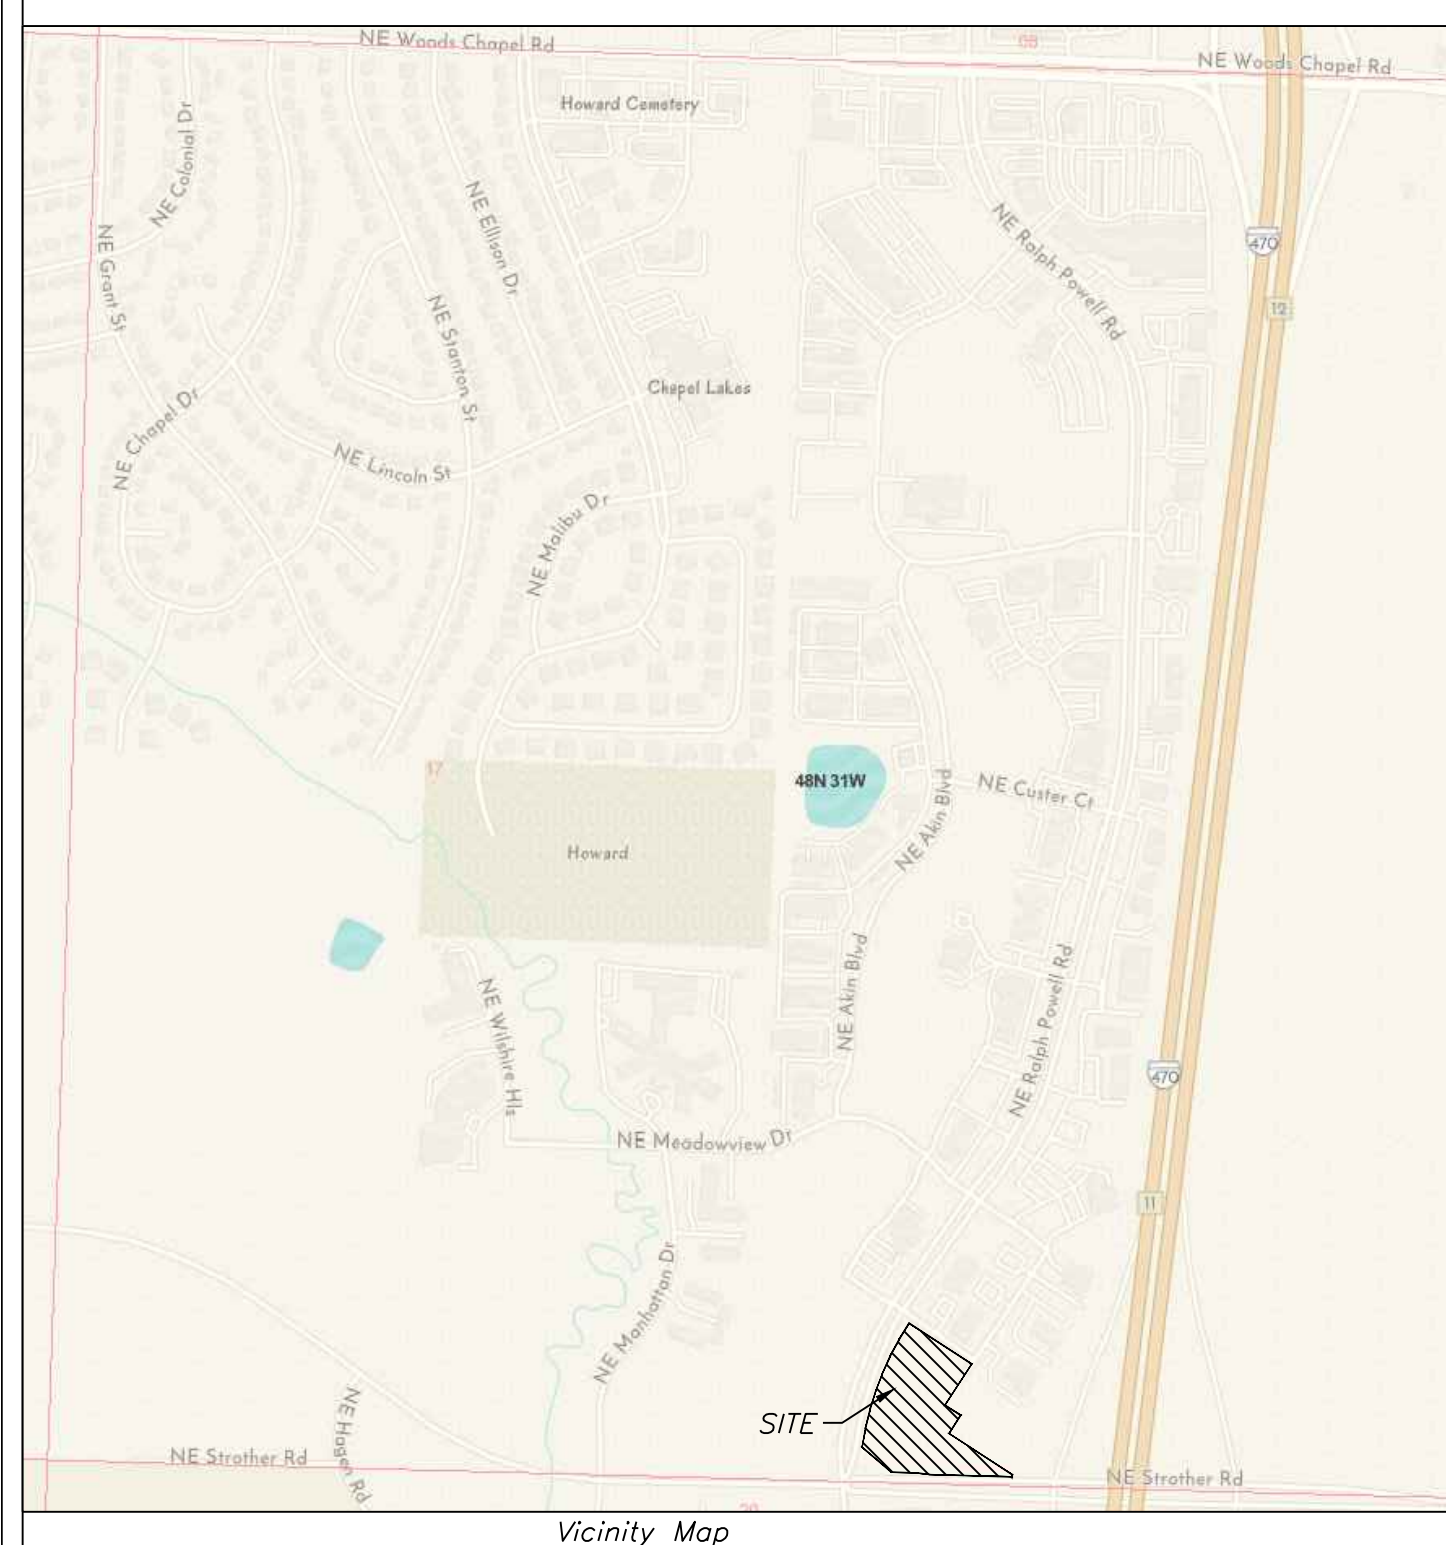 NE Woods Chapel Rd
08
NE Woods Chapel Rd
Howard Cemetery
NE Colonial Dr
NE Grant St
NE Ellison Dr
NE Ralph Powell Rd
470
12
NE Stanton St
Chapel Lakes
NE Chapel Dr
NE Lincoln St
NE Malibu Dr
17
48N 31W
NE Custer Ct
NE Akin Blvd
Howard
NE Akin Blvd
NE Ralph Powell Rd
NE Wilshire Hls
470
NE Meadowview Dr
11
NE Manhattan Dr
SITE
NE Hagen Rd
NE Strother Rd
NE Strother Rd
20
Vicinity Map